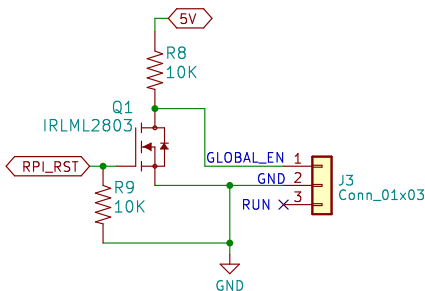 5V
R8
10K
Q1
IRLML2803
GLOBAL_EN
1
RPI_RST
GND
2
J3
R9
Conn_01x03
RUN
3
10K
GND